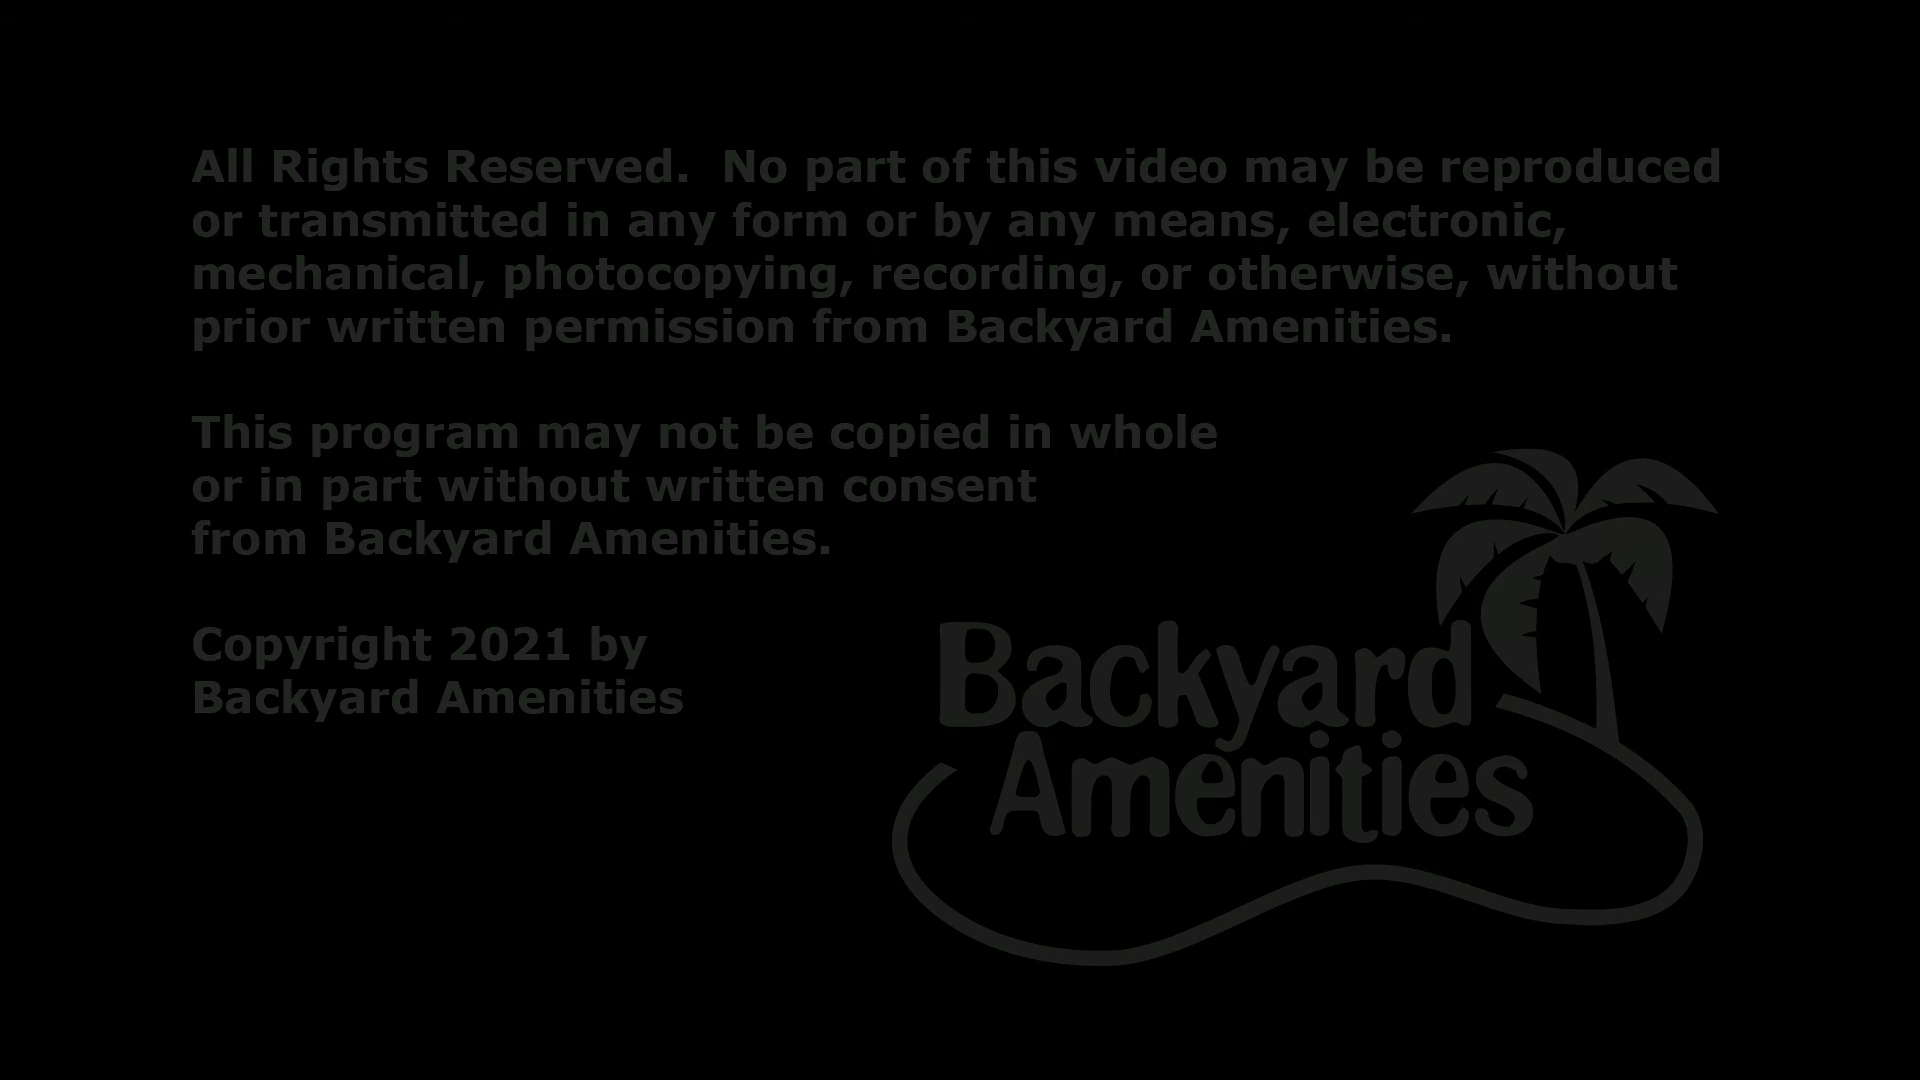 All Rights Reserved.  No part of this video may be reproduced
or transmitted in any form or by any means, electronic,
mechanical, photocopying, recording, or otherwise, without
prior written permission from Backyard Amenities.
This program may not be copied in whole
or in part without written consent
from Backyard Amenities.
Copyright 2021 by
Backyard Amenities
Backyard
Amenities